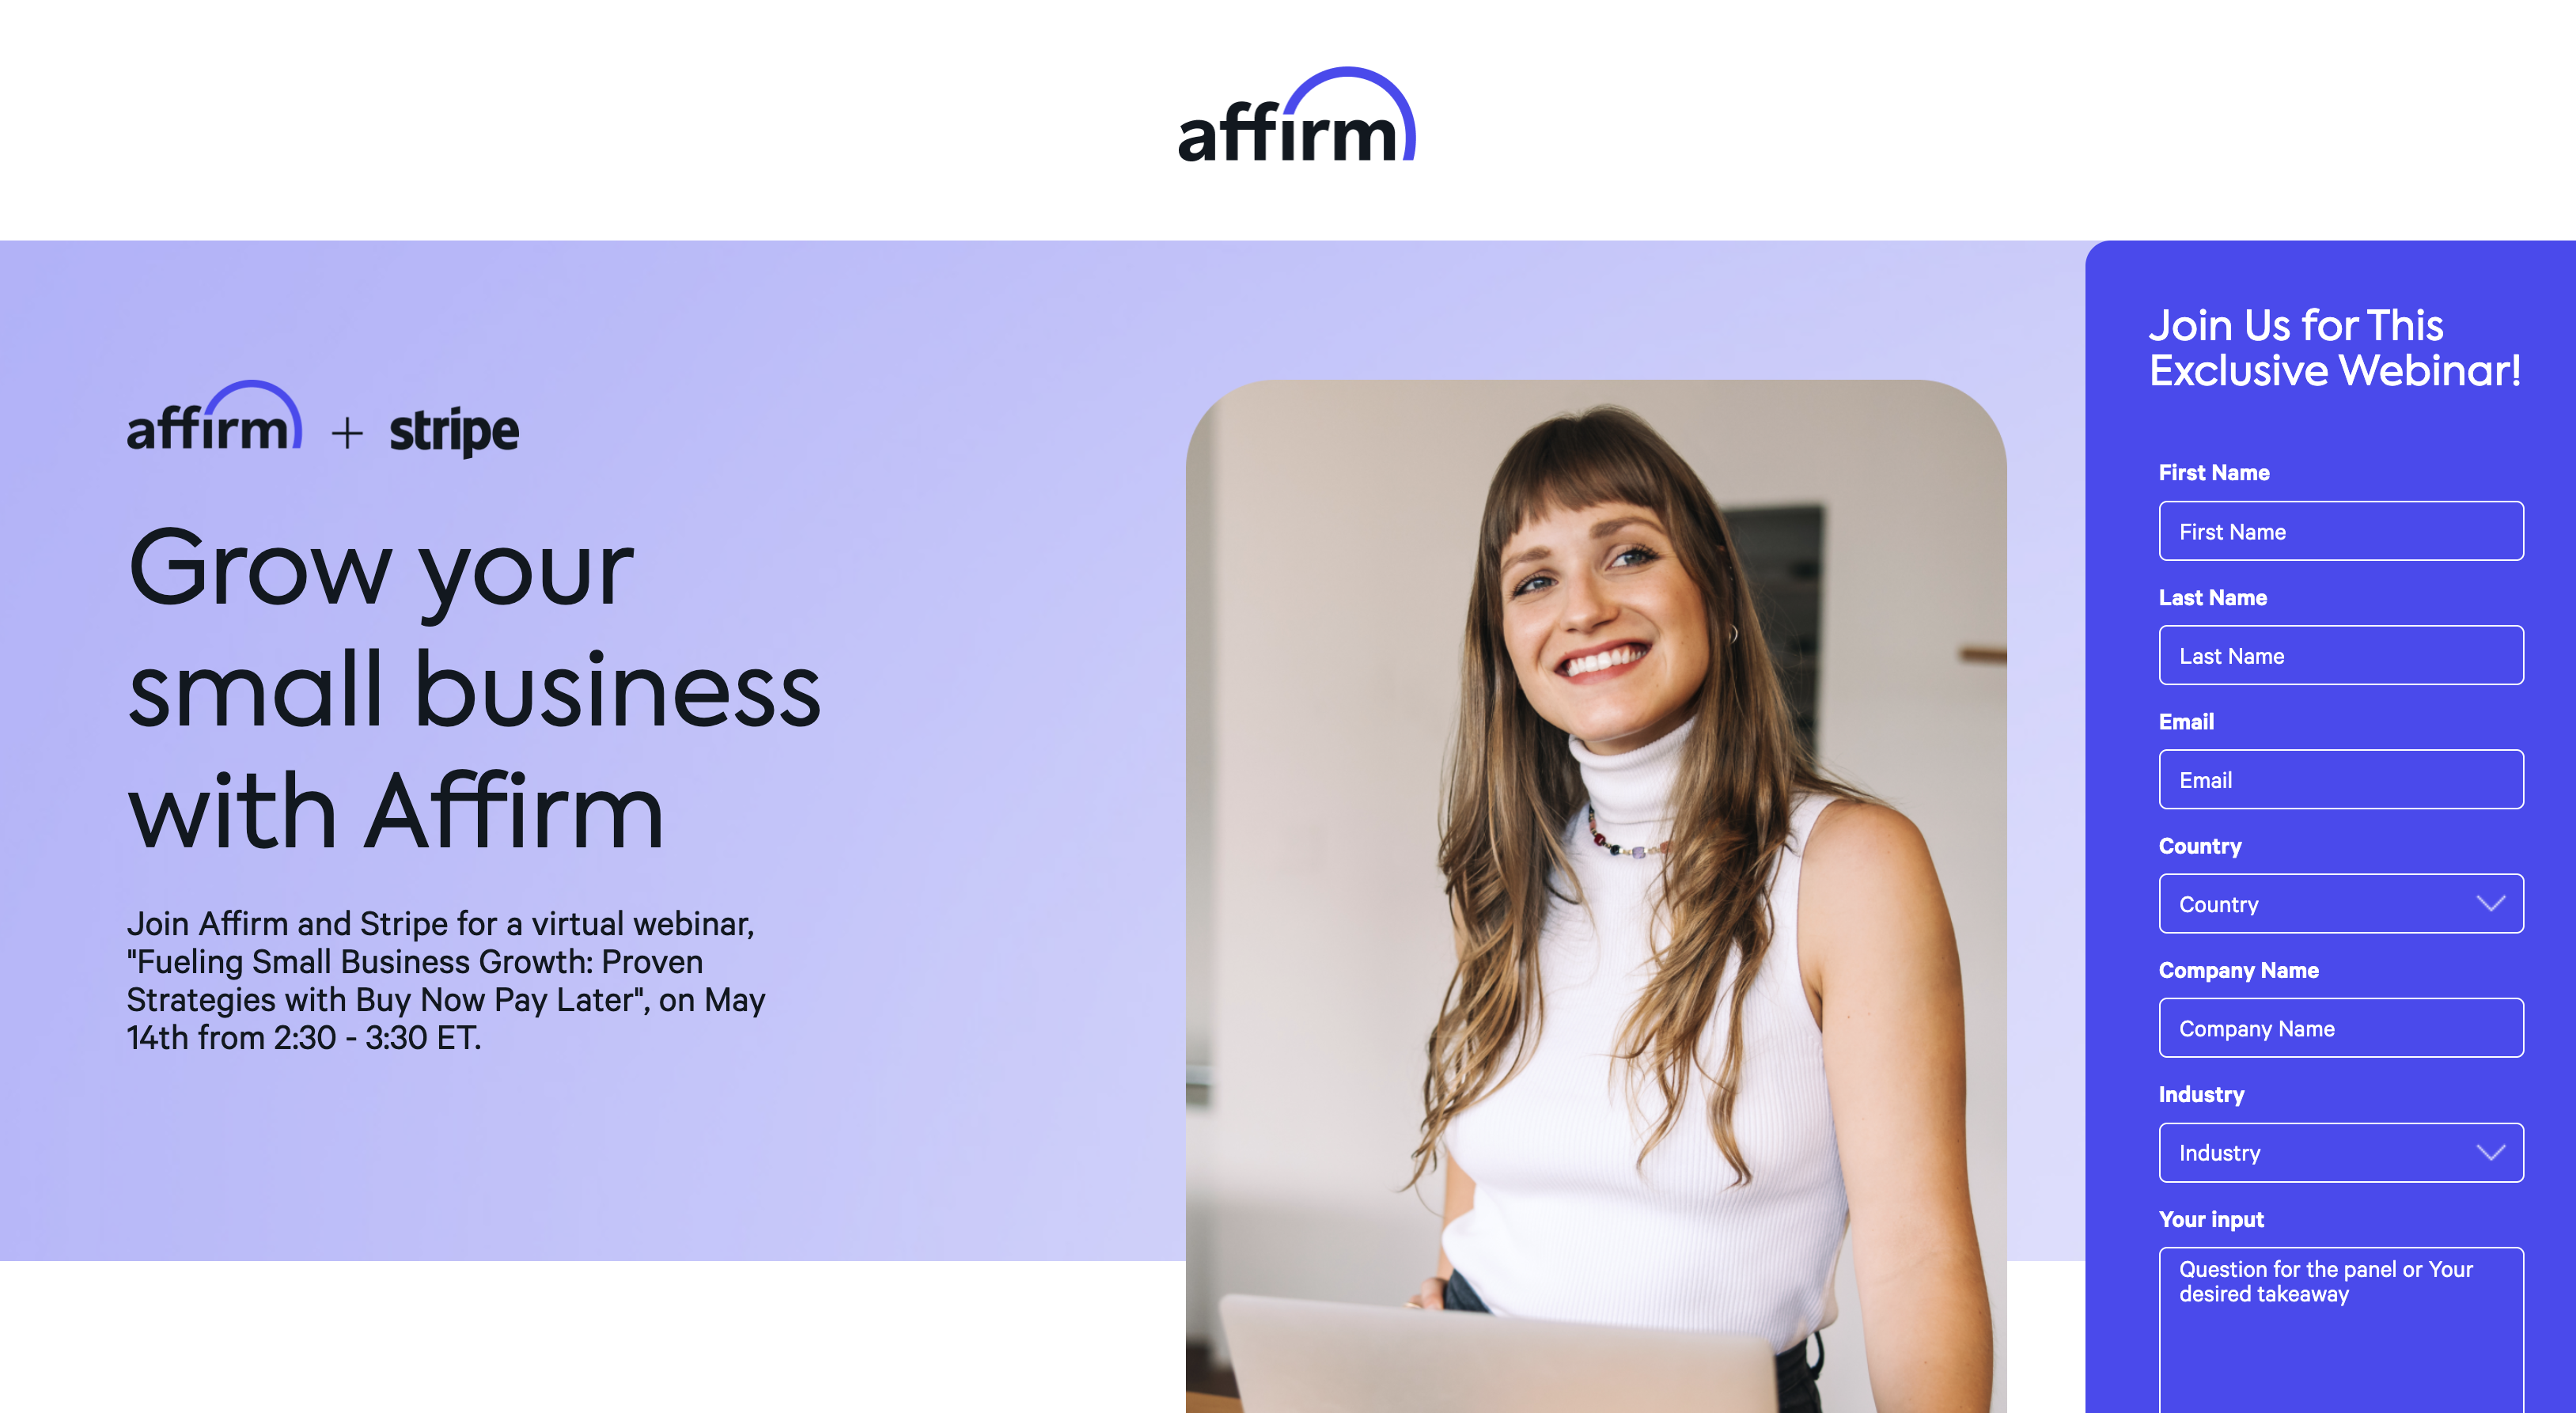 affirm
affirm + stripe
Grow your
small business
with Affirm
Join Affirm and Stripe for a virtual webinar,
"Fueling Small Business Growth: Proven
Strategies with Buy Now Pay Later", on May
14th from 2:30 - 3:30 ET.
Join Us for This
Exclusive Webinar!
First Name
First Name
Last Name
Last Name
Email
Email
Country
Country
Company Name
Company Name
Industry
Industry
Your input
Question for the panel or Your
desired takeaway